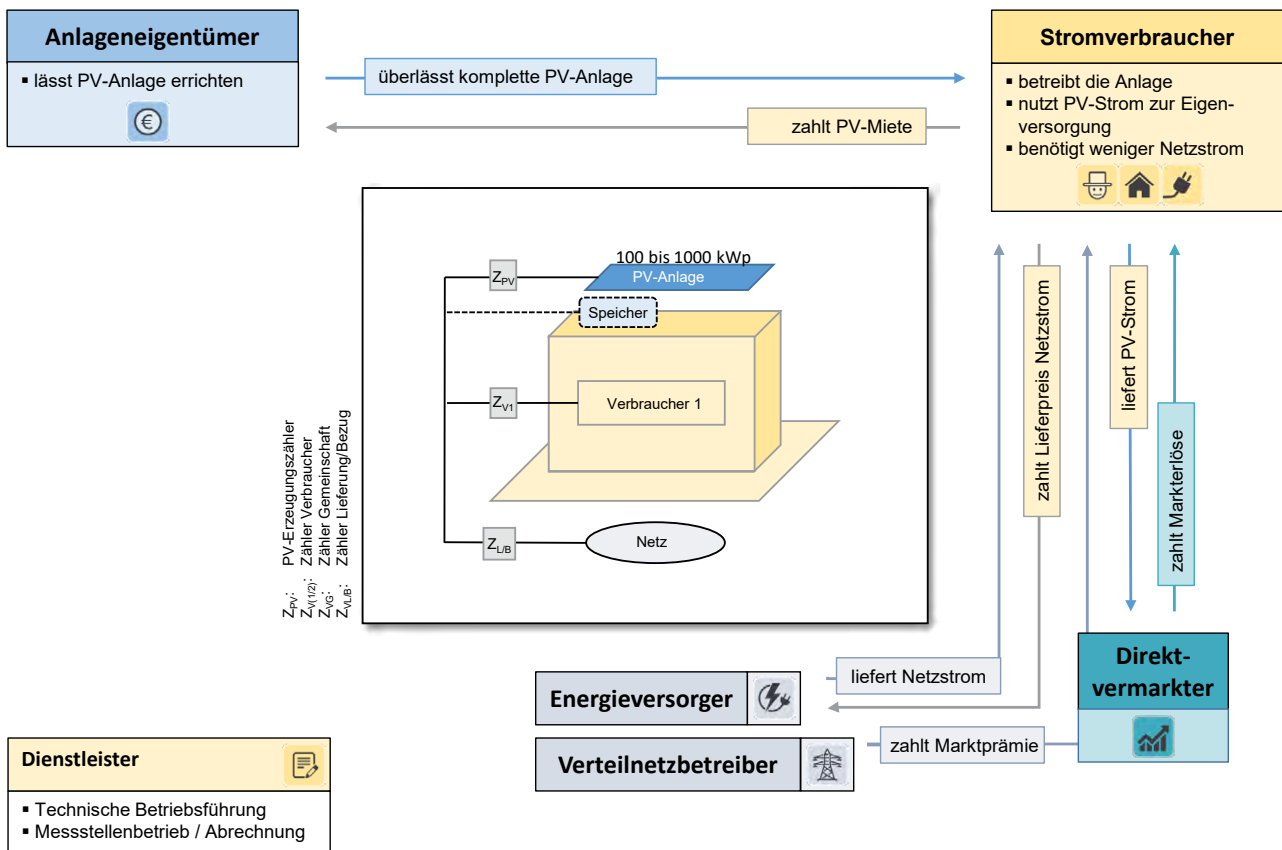 Anlageneigentümer
▪ lässt PV-Anlage errichten
€
überlässt komplette PV-Anlage
zahlt PV-Miete
Stromverbraucher
▪ betreibt die Anlage
▪ nutzt PV-Strom zur Eigen-
versorgung
▪ benötigt weniger Netzstrom
100 bis 1000 kWp
PV-Anlage
Z_PV
Speicher
Z_V1
Verbraucher 1
Z_L/B
Netz
Z_PV: PV-Erzeugungszähler
Z_V(1/2): Zähler Verbraucher
Z_VG: Zähler Gemeinschaft
Z_VL/B: Zähler Lieferung/Bezug
zahlt Lieferpreis Netzstrom
liefert PV-Strom
zahlt Markterlöse
Energieversorger
liefert Netzstrom
Direkt-
vermarkter
Verteilnetzbetreiber
zahlt Marktprämie
Dienstleister
▪ Technische Betriebsführung
▪ Messstellenbetrieb / Abrechnung